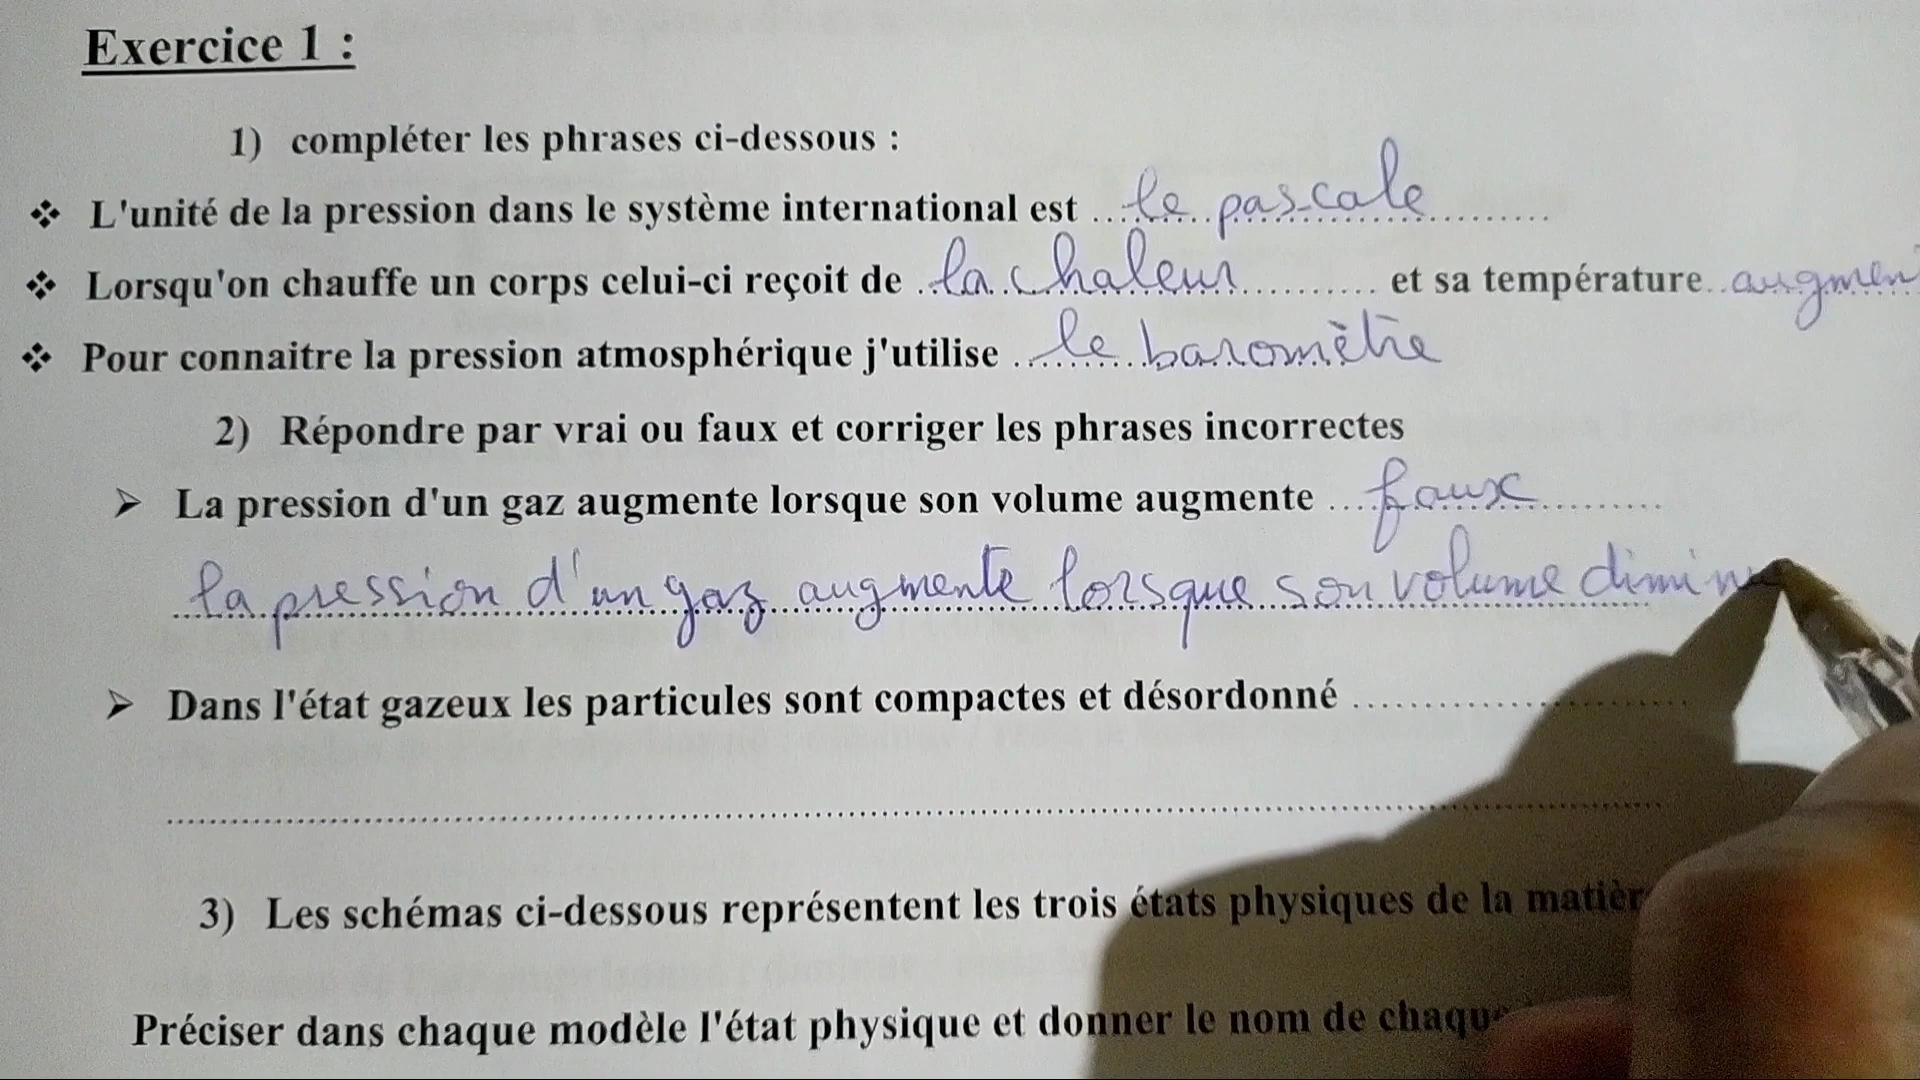 Exercice 1 :
1) compléter les phrases ci-dessous :
❖ L'unité de la pression dans le système international est ....le pascale..........
❖ Lorsqu'on chauffe un corps celui-ci reçoit de ..la chaleur.......... et sa température..augmen
❖ Pour connaitre la pression atmosphérique j'utilise ....le baromètre
2) Répondre par vrai ou faux et corriger les phrases incorrectes
➢ La pression d'un gaz augmente lorsque son volume augmente ....faux..........
la pression d'un gaz augmente lorsque son volume dimin
➢ Dans l'état gazeux les particules sont compactes et désordonné ........................
3) Les schémas ci-dessous représentent les trois états physiques de la matièr
Préciser dans chaque modèle l'état physique et donner le nom de chaque